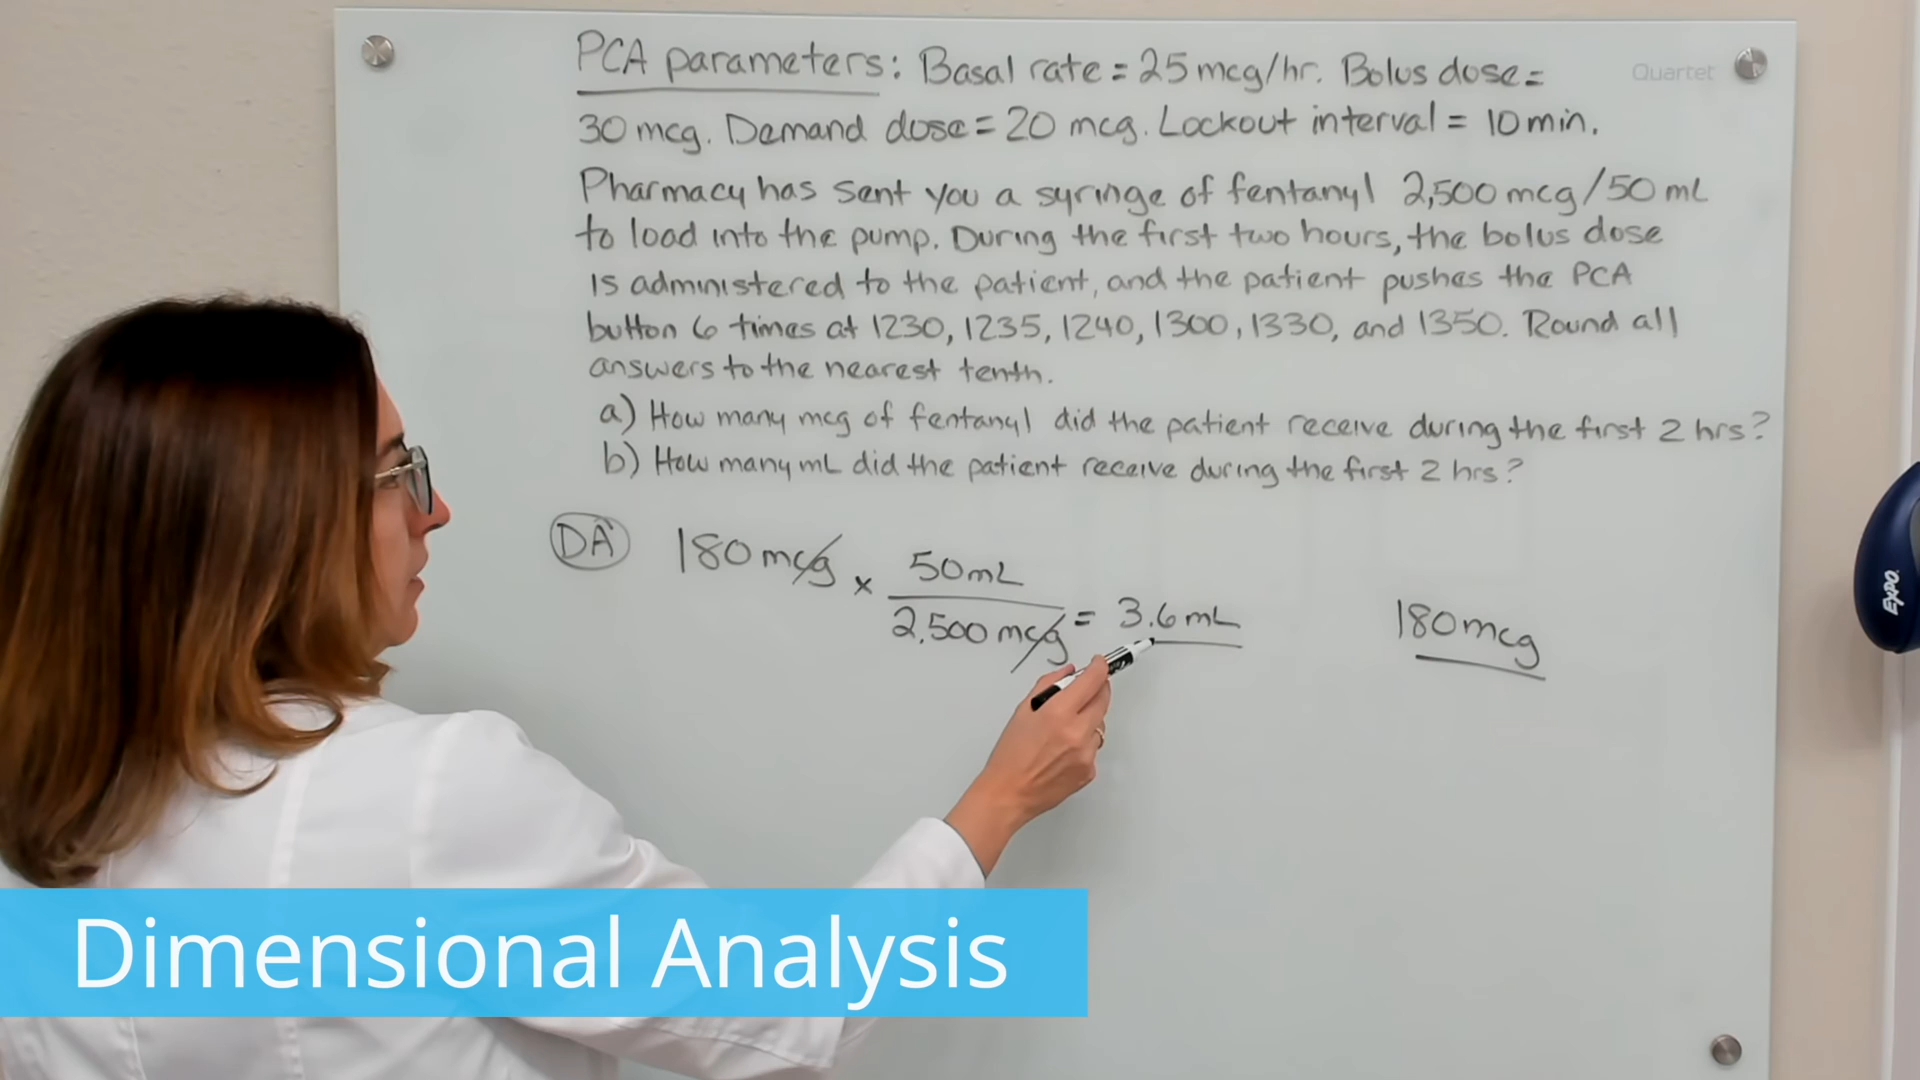 PCA parameters: Basal rate = 25 mcg/hr. Bolus dose =
Quartet
30 mcg. Demand dose = 20 mcg. Lockout interval = 10 min.
Pharmacy has sent you a syringe of fentanyl 2,500 mcg/50 mL
to load into the pump. During the first two hours, the bolus dose
is administered to the patient, and the patient pushes the PCA
button 6 times at 1230, 1235, 1240, 1300, 1330, and 1350. Round all
answers to the nearest tenth.
a) How many mcg of fentanyl did the patient receive during the first 2 hrs?
b) How many mL did the patient receive during the first 2 hrs?
DA 180 mcg x 50 mL
2,500 mcg = 3.6 mL
180 mcg
EXPO
Dimensional Analysis